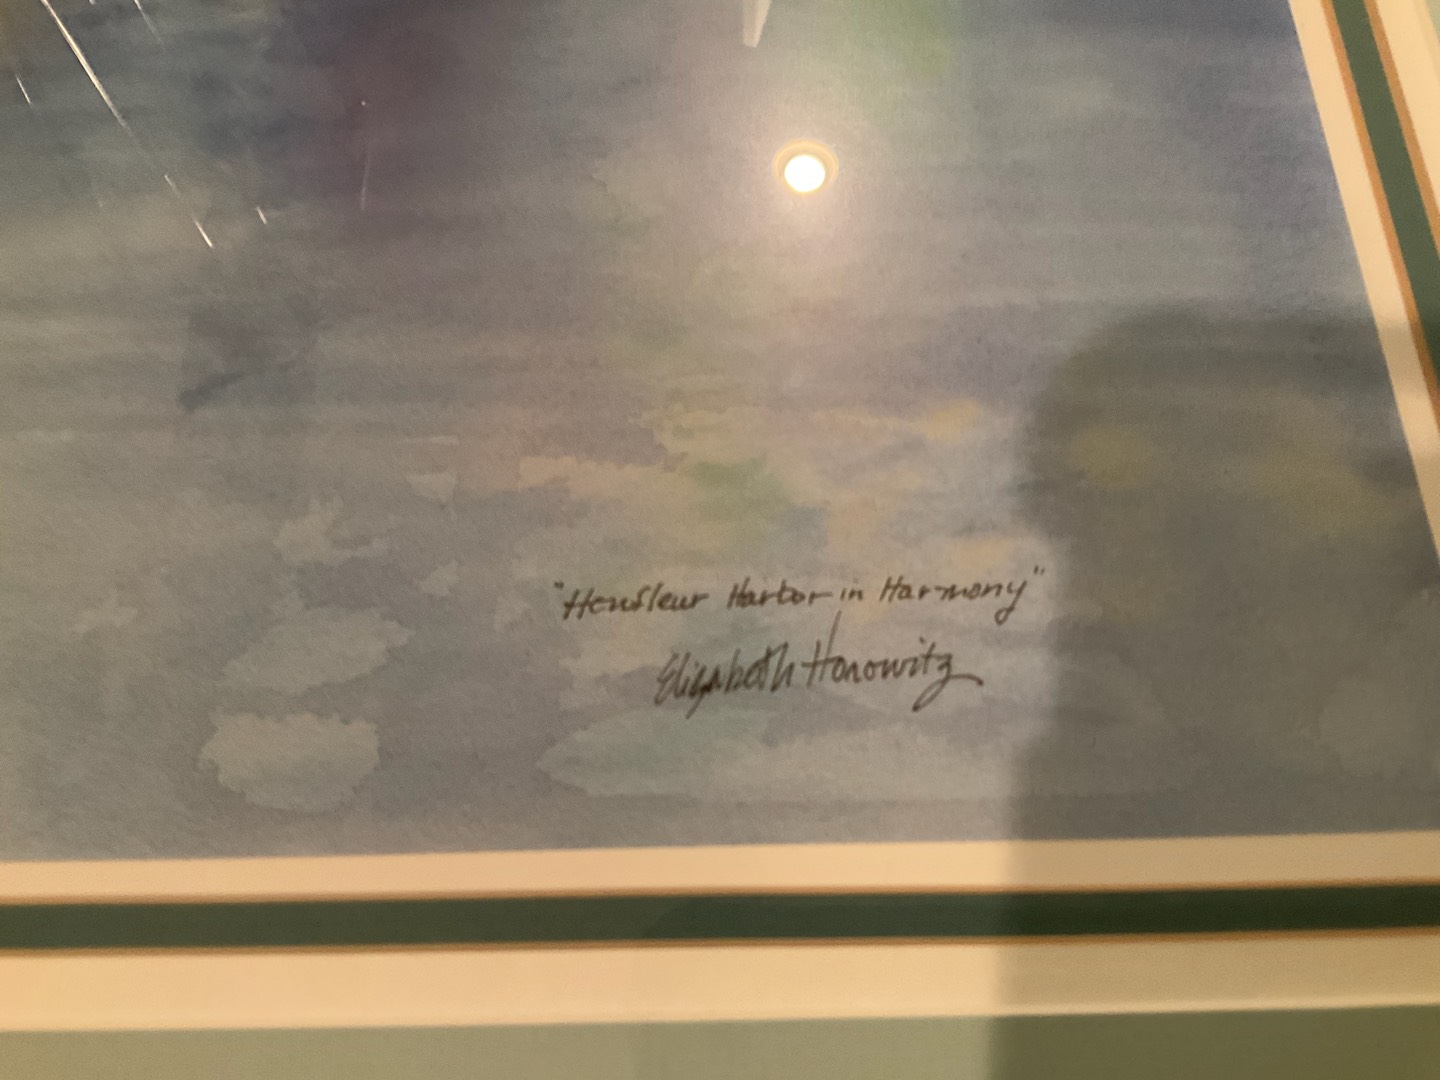 "Honfleur Harbor in Harmony"
Elizabeth Horowitz